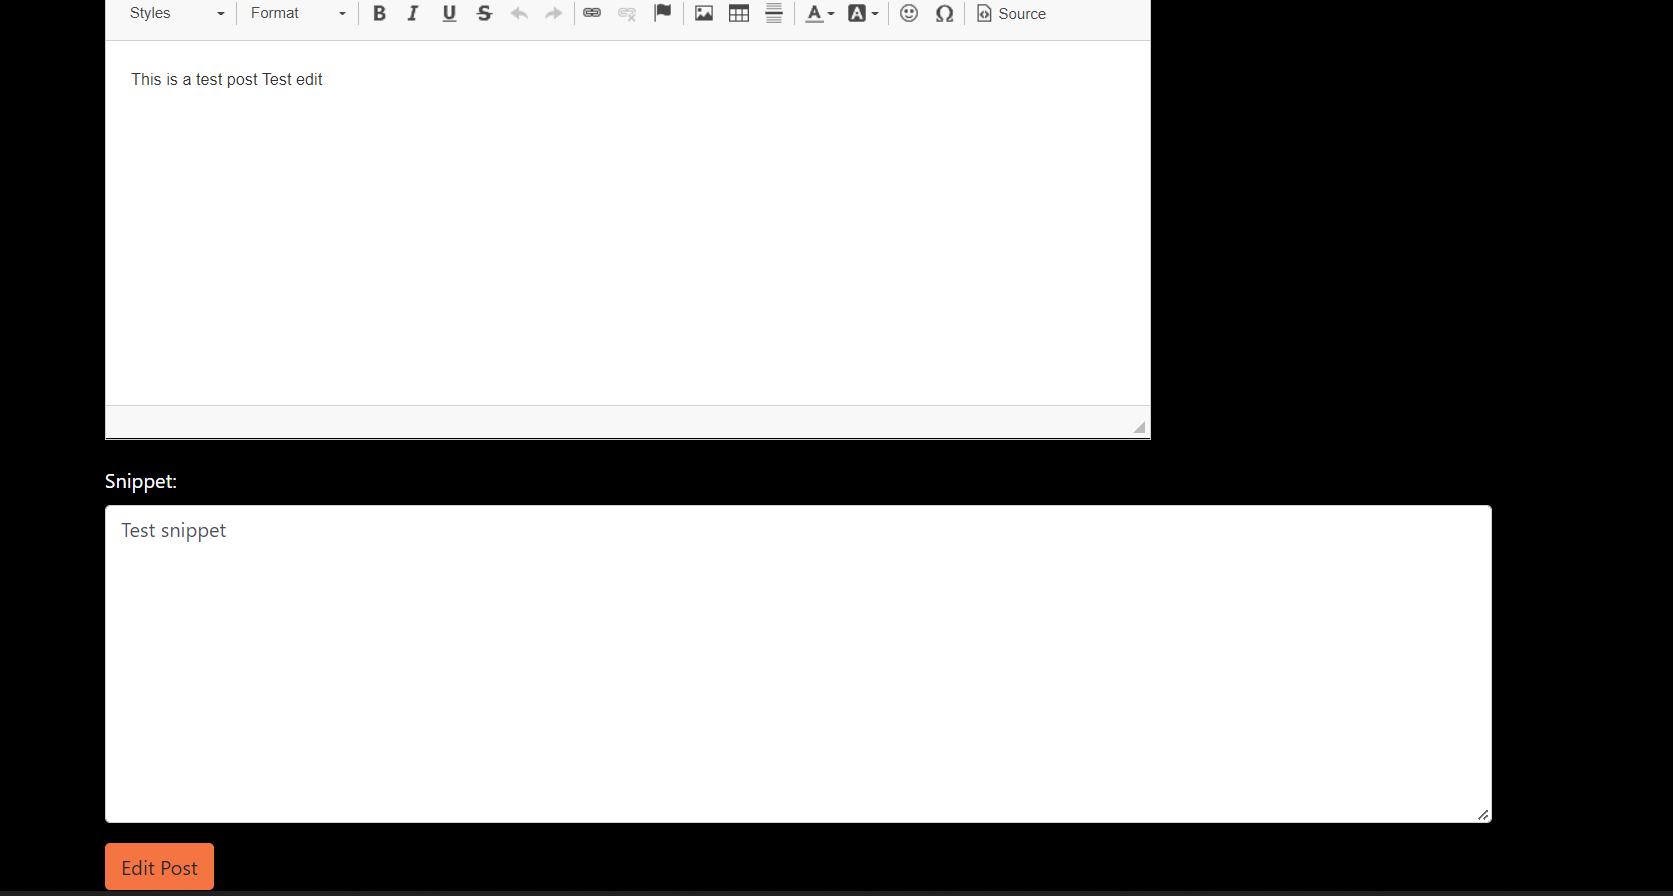 Styles Format B I U S A A Ω Source
This is a test post Test edit
Snippet:
Test snippet
Edit Post